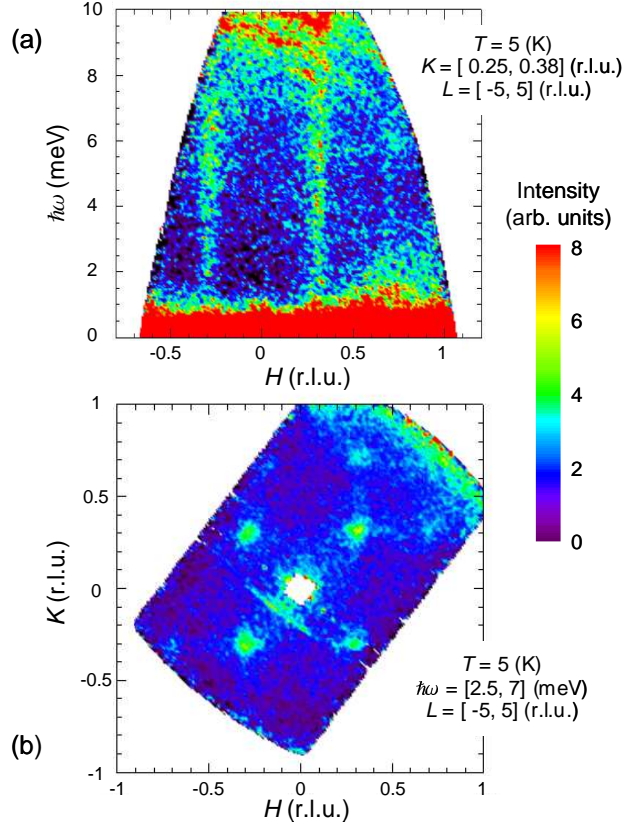 (a)
T = 5 (K)
K = [ 0.25, 0.38] (r.l.u.)
L = [ -5, 5] (r.l.u.)
10
8
6
4
2
0
ħω (meV)
-0.5
0
0.5
1
H (r.l.u.)
Intensity
(arb. units)
8
6
4
2
0
1
0.5
0
-0.5
-1
K (r.l.u.)
T = 5 (K)
ħω = [2.5, 7] (meV)
L = [ -5, 5] (r.l.u.)
(b)
-1
-0.5
0
0.5
1
H (r.l.u.)